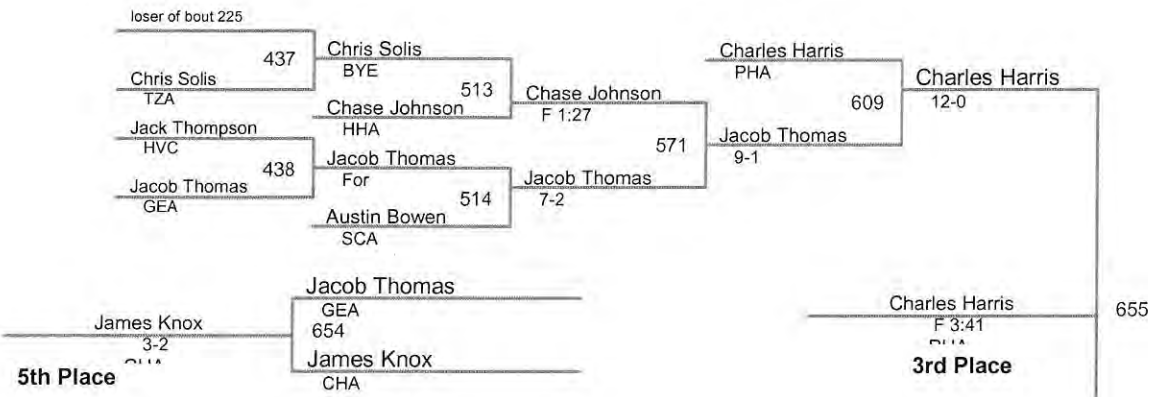 loser of bout 225
437
Chris Solis
TZA
Chris Solis
BYE
513
Chase Johnson
HHA
Jack Thompson
HVC
438
Jacob Thomas
GEA
Jacob Thomas
For
514
Austin Bowen
SCA
Chase Johnson
F 1:27
571
Jacob Thomas
7-2
Charles Harris
PHA
609
Jacob Thomas
9-1
Charles Harris
12-0
Jacob Thomas
GEA
654
James Knox
CHA
James Knox
3-2
5th Place
Charles Harris
F 3:41
655
3rd Place